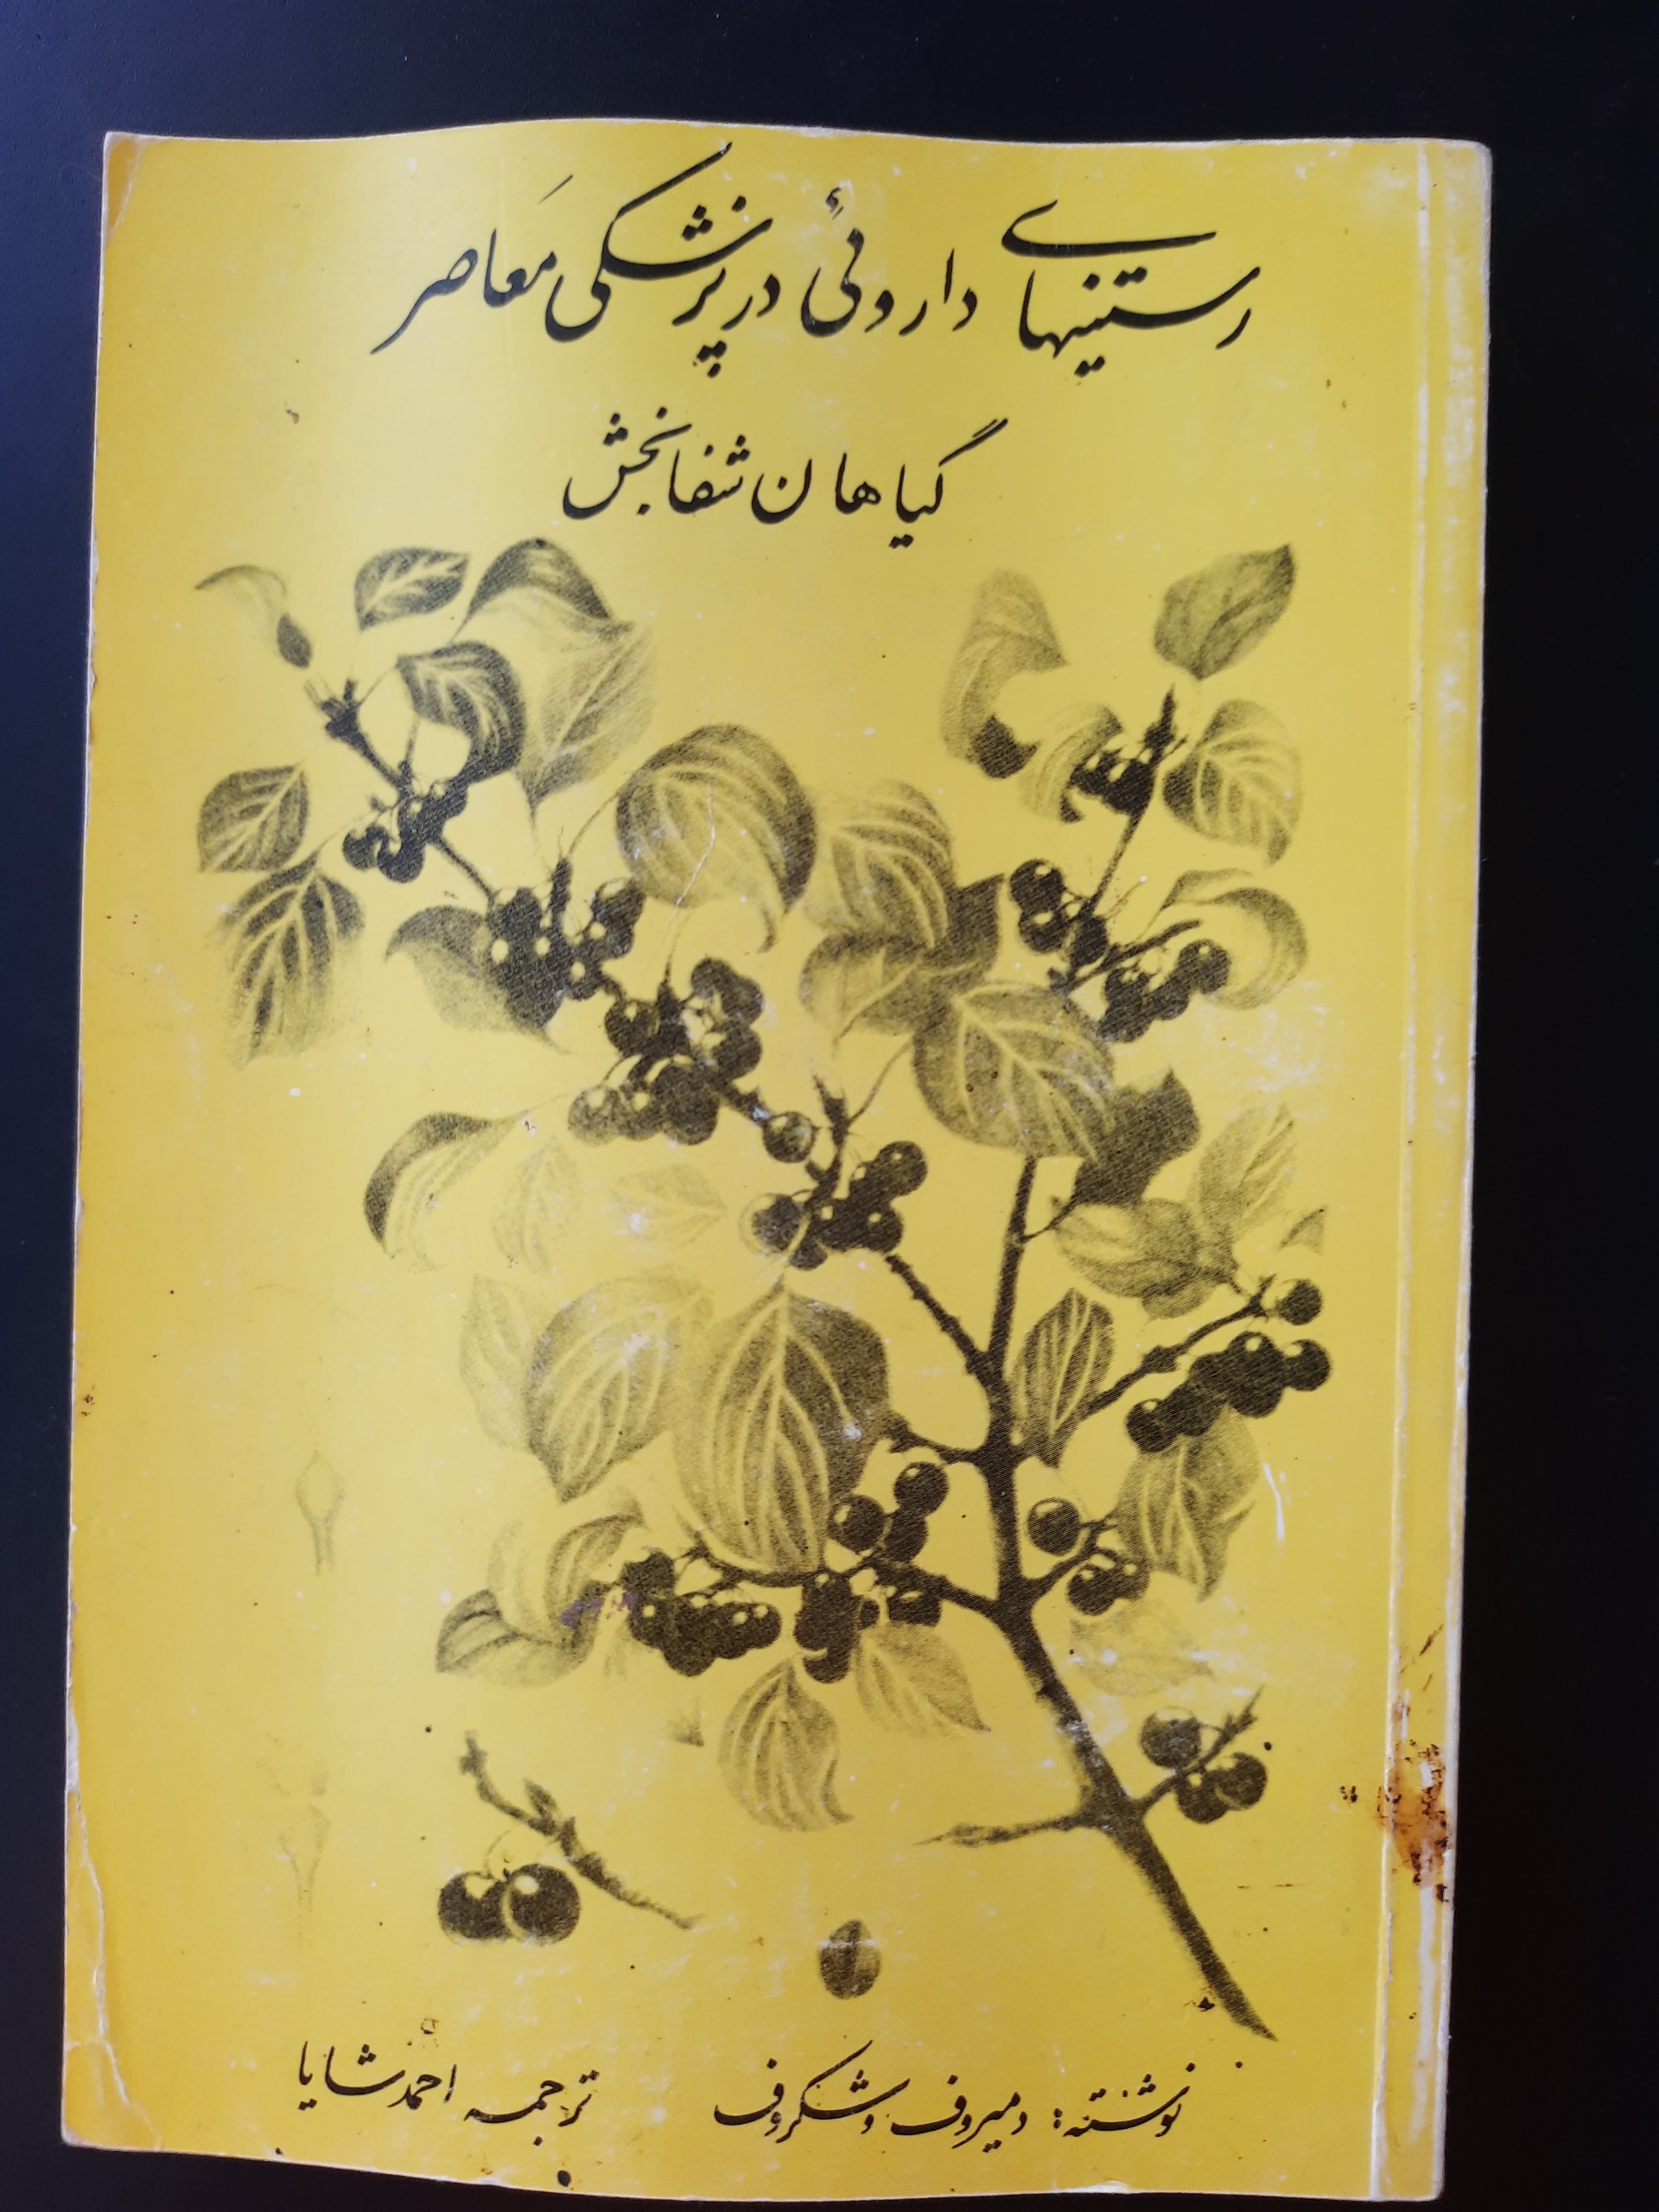 رستنیهای داروئی در پزشکی معاصر
گیاهان شفابخش
نوشته: دمیروف و شکروف ترجمه احمد شایا